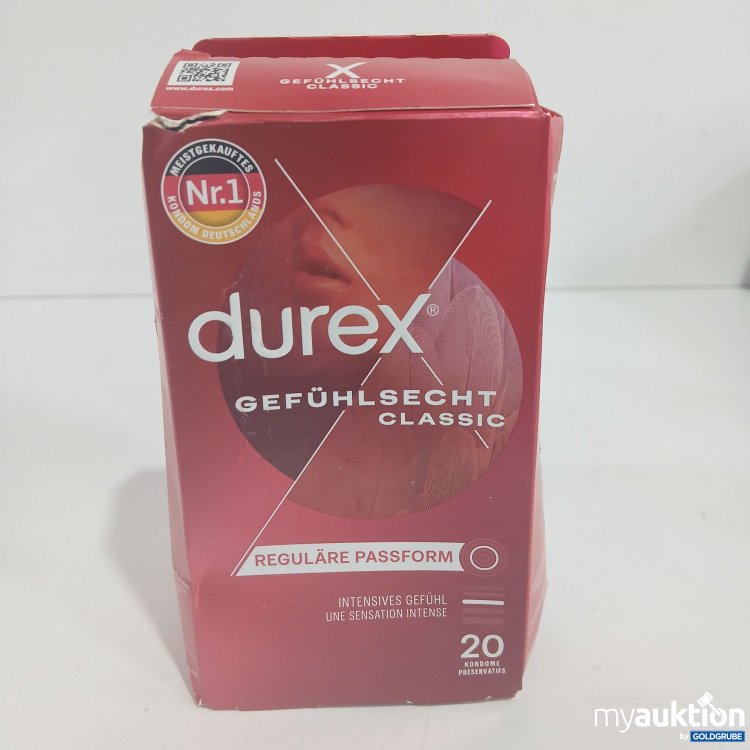 www.durex.com
X
GEFÜHLSECHT
CLASSIC
MEISTGEKAUFTES
Nr.1
KONDOM DEUTSCHLANDS
durex®
GEFÜHLSECHT
CLASSIC
REGULÄRE PASSFORM
INTENSIVES GEFÜHL
UNE SENSATION INTENSE
20
KONDOME
PRÉSERVATIFS
myauktion
by GOLDGRUBE